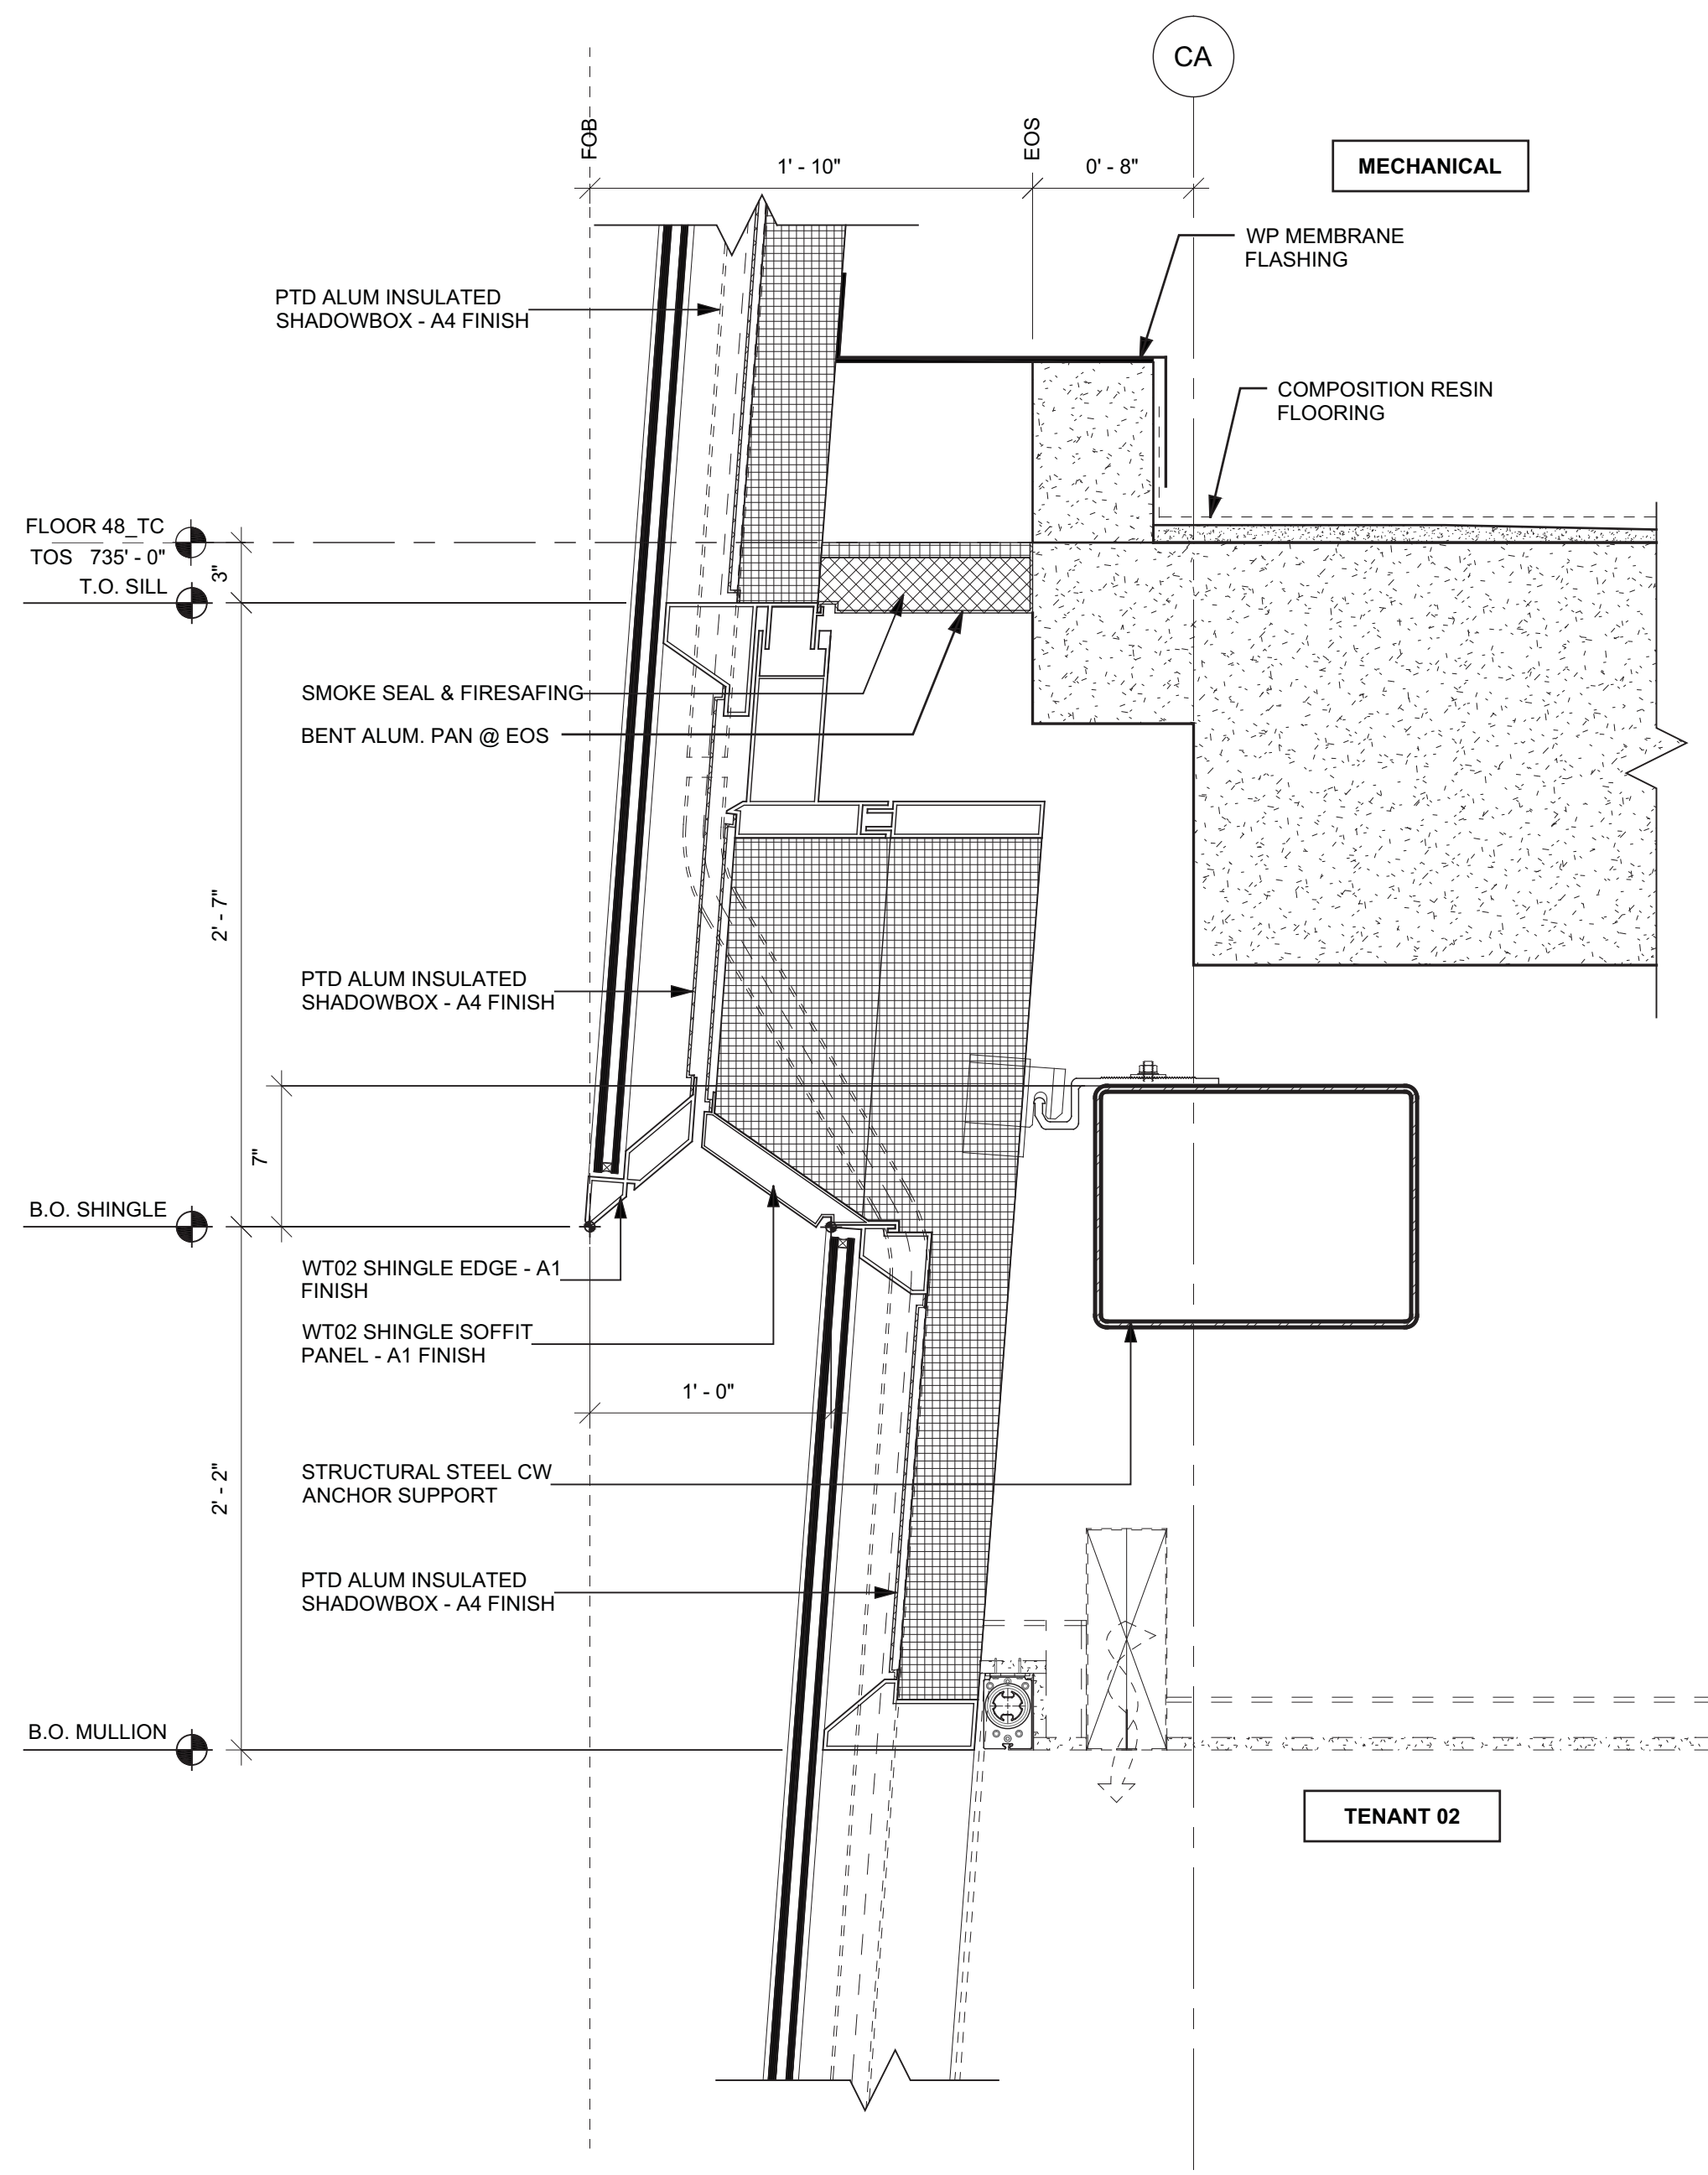 CA
FOB
EOS
1' - 10"
0' - 8"
MECHANICAL
WP MEMBRANE
FLASHING
PTD ALUM INSULATED
SHADOWBOX - A4 FINISH
COMPOSITION RESIN
FLOORING
FLOOR 48_TC
TOS 735' - 0"
3"
T.O. SILL
SMOKE SEAL & FIRESAFING
BENT ALUM. PAN @ EOS
2' - 7"
PTD ALUM INSULATED
SHADOWBOX - A4 FINISH
7"
B.O. SHINGLE
WT02 SHINGLE EDGE - A1
FINISH
WT02 SHINGLE SOFFIT
PANEL - A1 FINISH
1' - 0"
STRUCTURAL STEEL CW
ANCHOR SUPPORT
2' - 2"
PTD ALUM INSULATED
SHADOWBOX - A4 FINISH
B.O. MULLION
TENANT 02